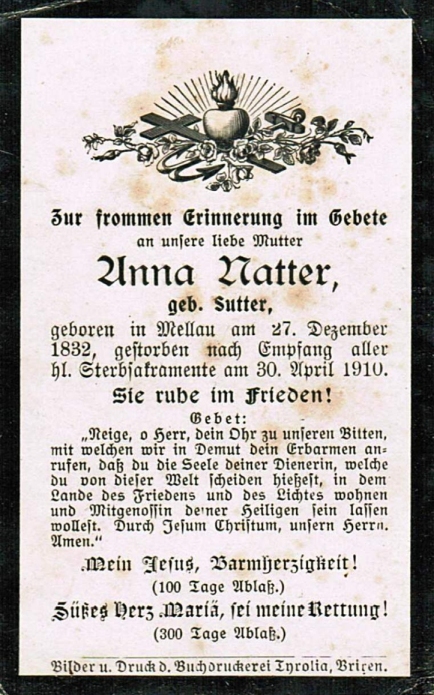 Zur frommen Erinnerung im Gebete
an unsere liebe Mutter
Anna Natter,
geb. Sutter,
geboren in Mellau am 27. Dezember
1832, gestorben nach Empfang aller
hl. Sterbsakramente am 30. April 1910.
Sie ruhe im Frieden!
Gebet:
„Neige, o Herr, dein Ohr zu unseren Bitten,
mit welchen wir in Demut dein Erbarmen an-
rufen, daß du die Seele deiner Dienerin, welche
du von dieser Welt scheiden hießest, in dem
Lande des Friedens und des Lichtes wohnen
und Mitgenossin deiner Heiligen sein lassen
wollest. Durch Jesum Christum, unsern Herrn.
Amen."
Mein Jesus, Barmherzigkeit!
(100 Tage Ablaß.)
Süßes Herz Mariä, sei meine Rettung!
(300 Tage Ablaß.)
Bilder u. Druck d. Buchdruckerei Tyrolia, Brixen.